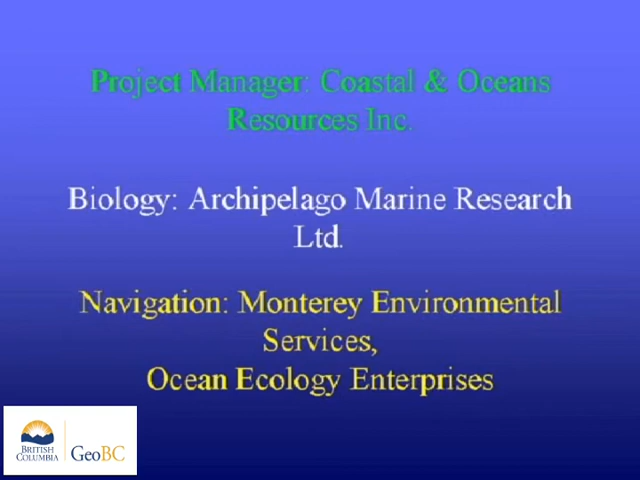 Project Manager: Coastal & Oceans
Resources Inc.
Biology: Archipelago Marine Research
Ltd.
Navigation: Monterey Environmental
Services,
Ocean Ecology Enterprises
BRITISH
COLUMBIA
GeoBC